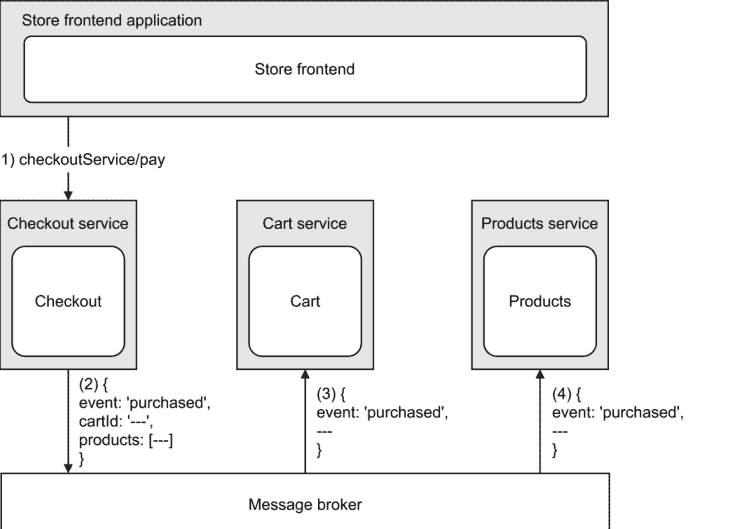 Store frontend application
Store frontend
1) checkoutService/pay
Checkout service
Cart service
Products service
Checkout
Cart
Products
(2) {
event: 'purchased',
cartId: '---',
products: [---]
}
(3) {
event: 'purchased',
---
}
(4) {
event: 'purchased',
---
}
Message broker